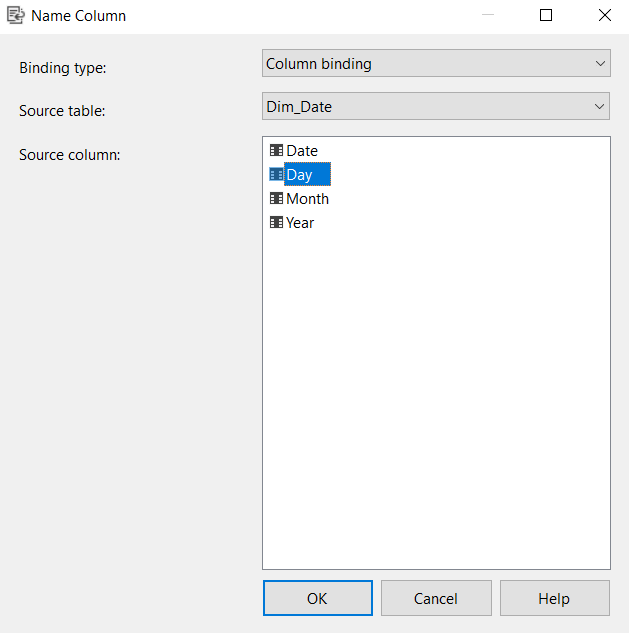 Name Column
Binding type:
Column binding
Source table:
Dim_Date
Source column:
Date
Day
Month
Year
OK
Cancel
Help